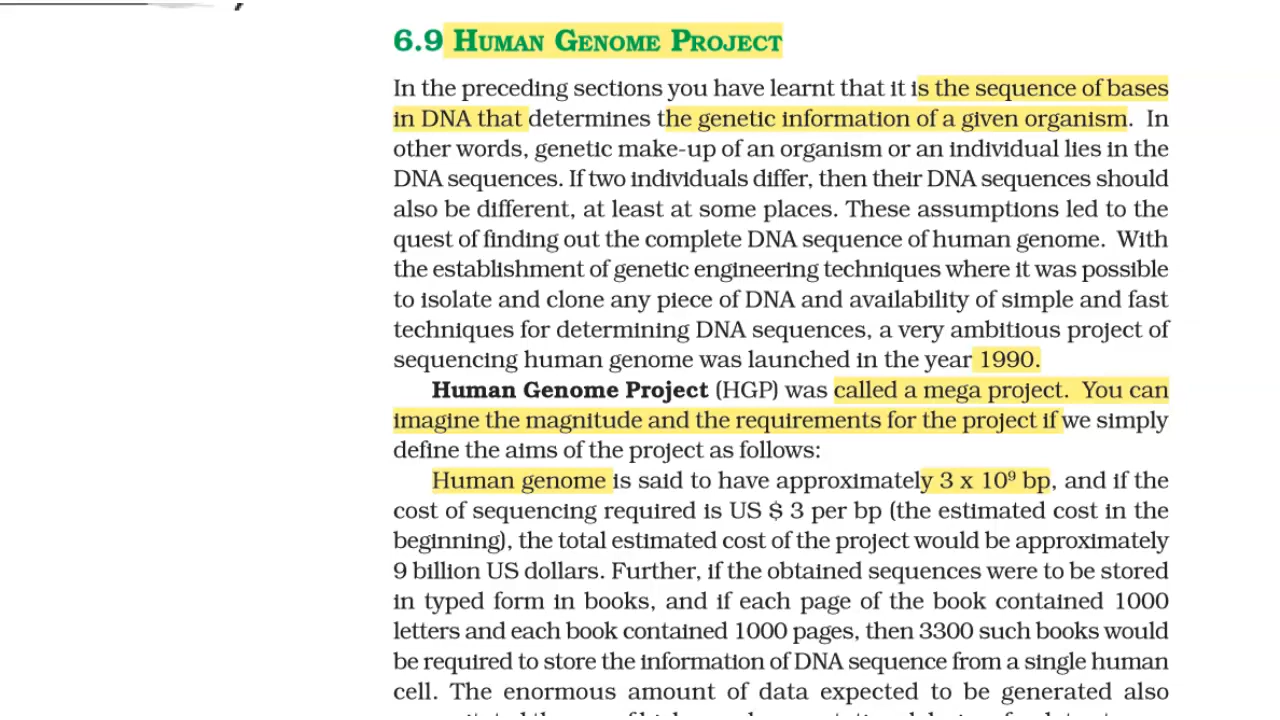 6.9 HUMAN GENOME PROJECT
In the preceding sections you have learnt that it is the sequence of bases
in DNA that determines the genetic information of a given organism. In
other words, genetic make-up of an organism or an individual lies in the
DNA sequences. If two individuals differ, then their DNA sequences should
also be different, at least at some places. These assumptions led to the
quest of finding out the complete DNA sequence of human genome. With
the establishment of genetic engineering techniques where it was possible
to isolate and clone any piece of DNA and availability of simple and fast
techniques for determining DNA sequences, a very ambitious project of
sequencing human genome was launched in the year 1990.
Human Genome Project (HGP) was called a mega project. You can
imagine the magnitude and the requirements for the project if we simply
define the aims of the project as follows:
Human genome is said to have approximately 3 x 10⁹ bp, and if the
cost of sequencing required is US $ 3 per bp (the estimated cost in the
beginning), the total estimated cost of the project would be approximately
9 billion US dollars. Further, if the obtained sequences were to be stored
in typed form in books, and if each page of the book contained 1000
letters and each book contained 1000 pages, then 3300 such books would
be required to store the information of DNA sequence from a single human
cell. The enormous amount of data expected to be generated also